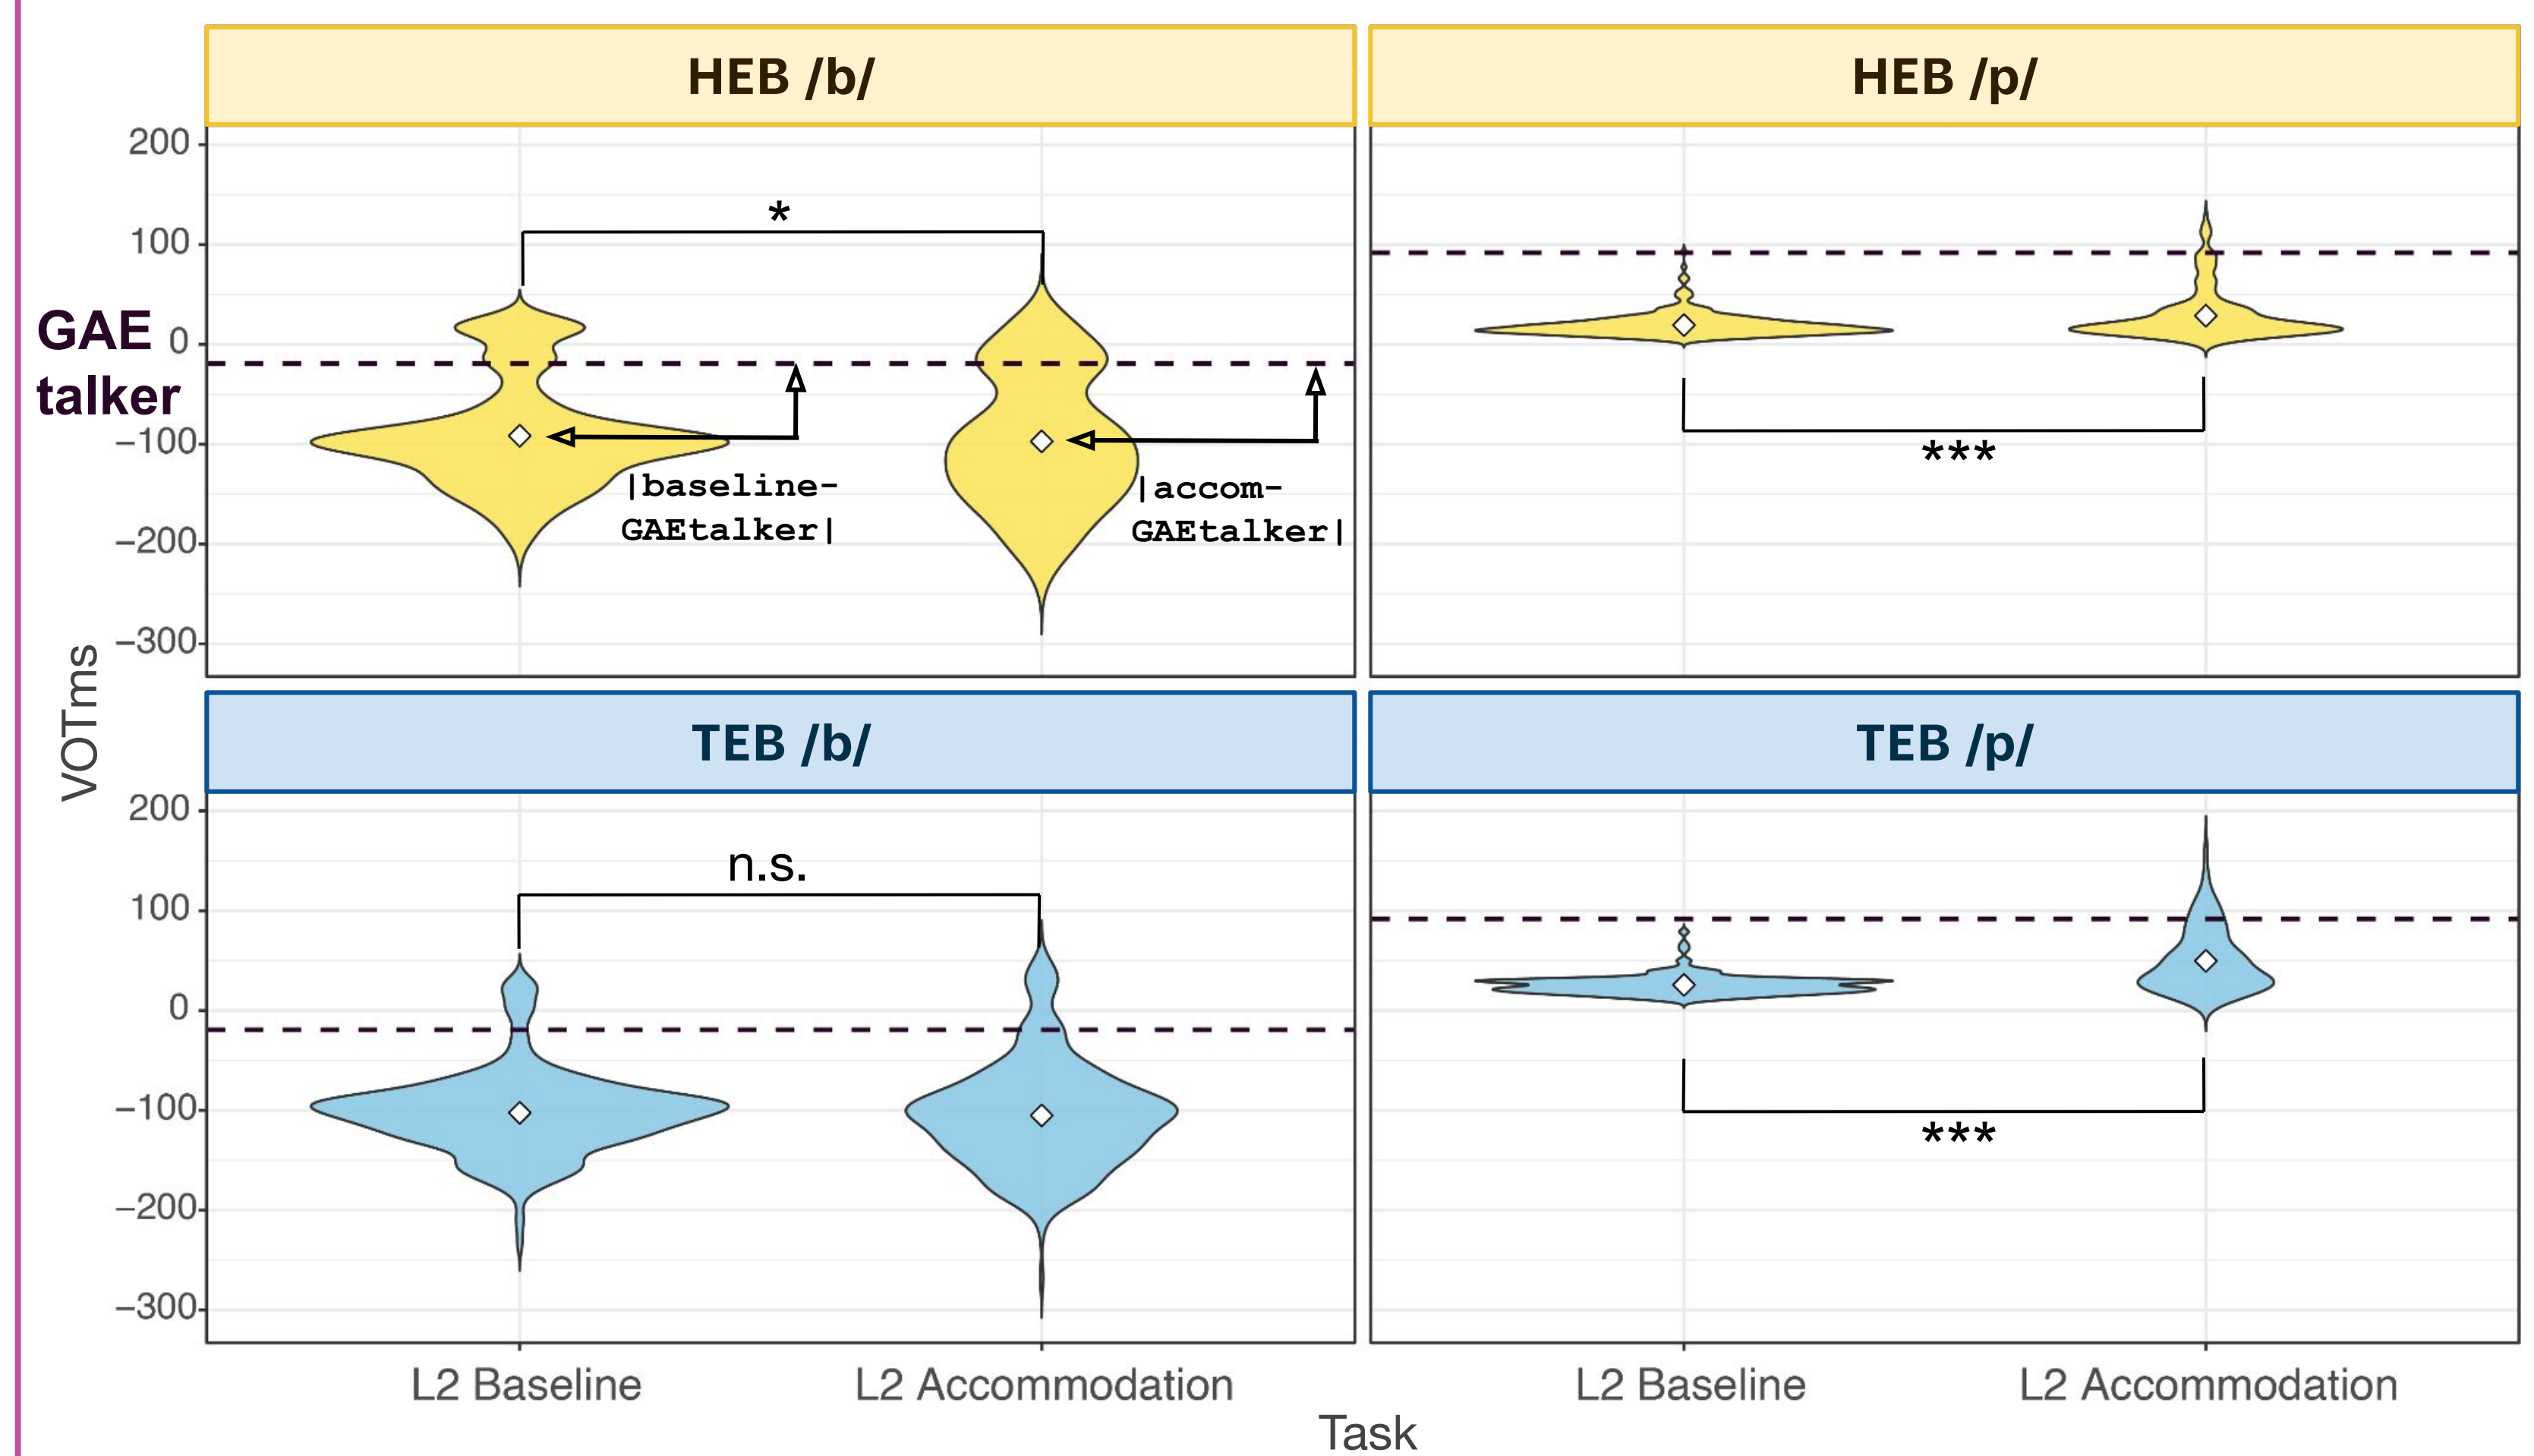 HEB /b/
HEB /p/
200
100
0
−100
−200
−300
GAE
talker
*
|baseline-
GAEtalker|
|accom-
GAEtalker|
***
VOTms
TEB /b/
TEB /p/
200
100
0
−100
−200
−300
n.s.
***
L2 Baseline
L2 Accommodation
L2 Baseline
L2 Accommodation
Task